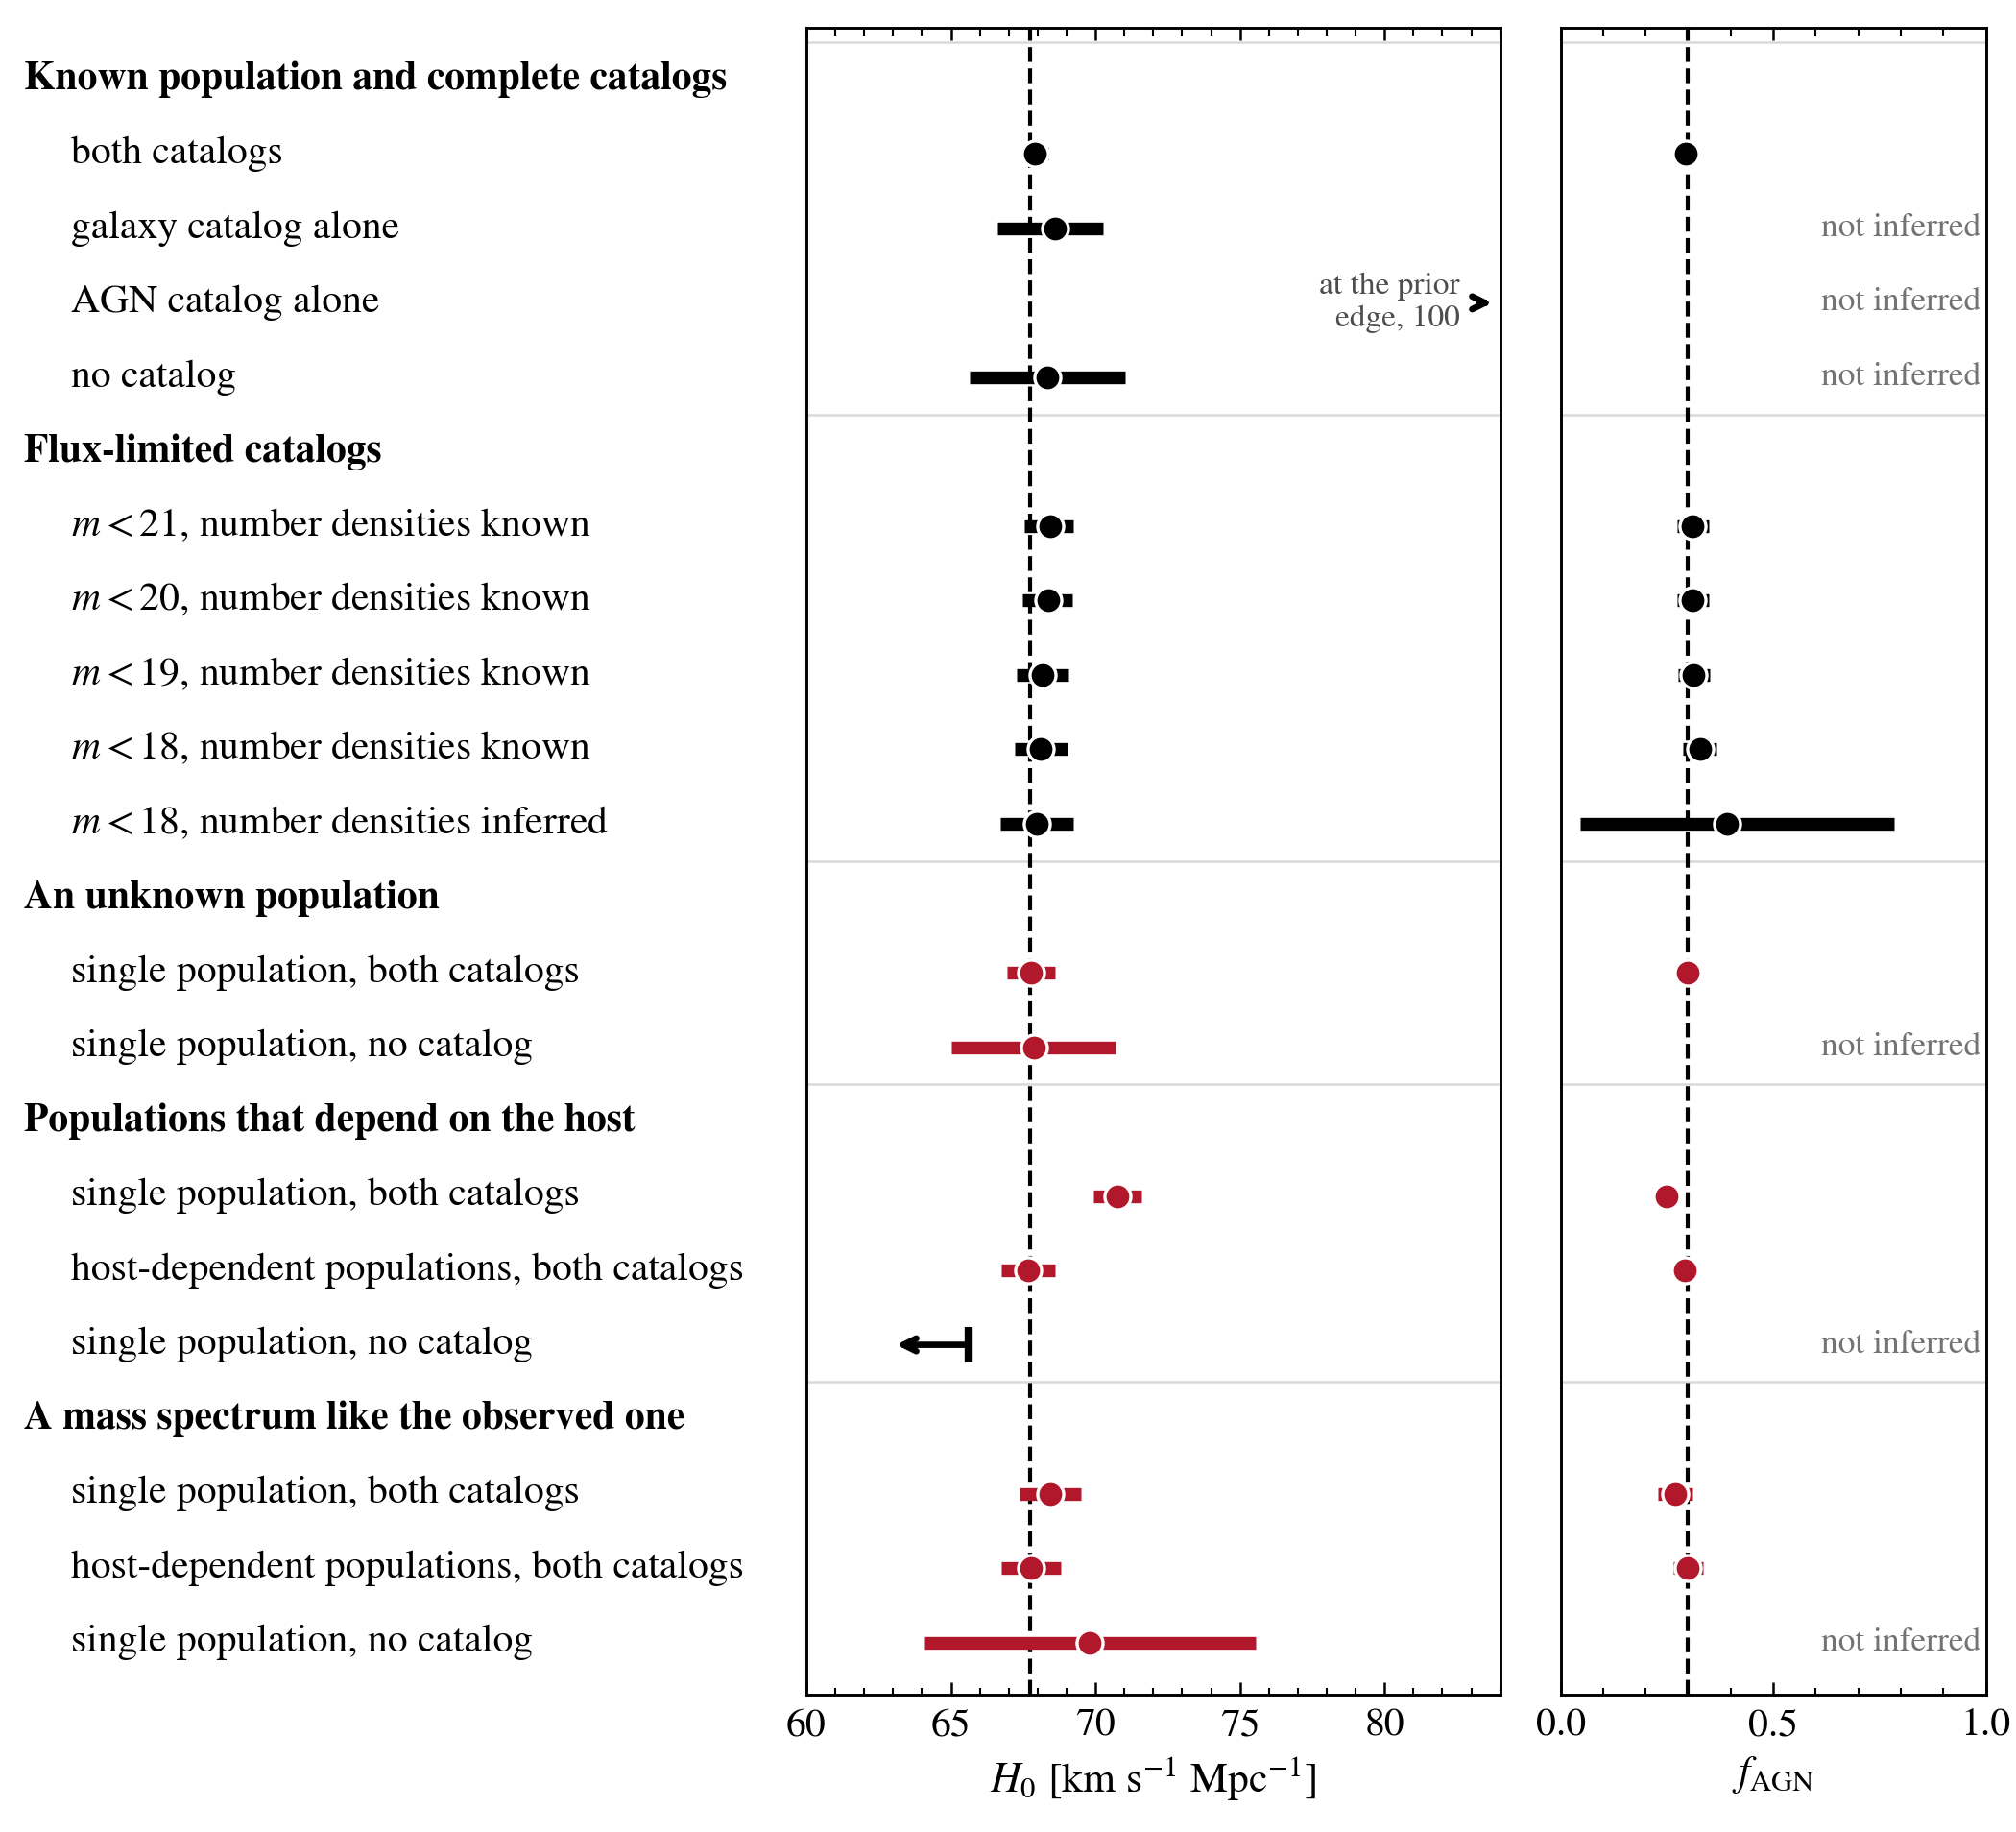 Known population and complete catalogs
both catalogs
galaxy catalog alone
not inferred
AGN catalog alone
at the prior
edge, 100
not inferred
no catalog
not inferred
Flux-limited catalogs
m < 21, number densities known
m < 20, number densities known
m < 19, number densities known
m < 18, number densities known
m < 18, number densities inferred
An unknown population
single population, both catalogs
single population, no catalog
not inferred
Populations that depend on the host
single population, both catalogs
host-dependent populations, both catalogs
single population, no catalog
not inferred
A mass spectrum like the observed one
single population, both catalogs
host-dependent populations, both catalogs
single population, no catalog
not inferred
60 65 70 75 80
0.0 0.5 1.0
H₀ [km s⁻¹ Mpc⁻¹]
f_AGN